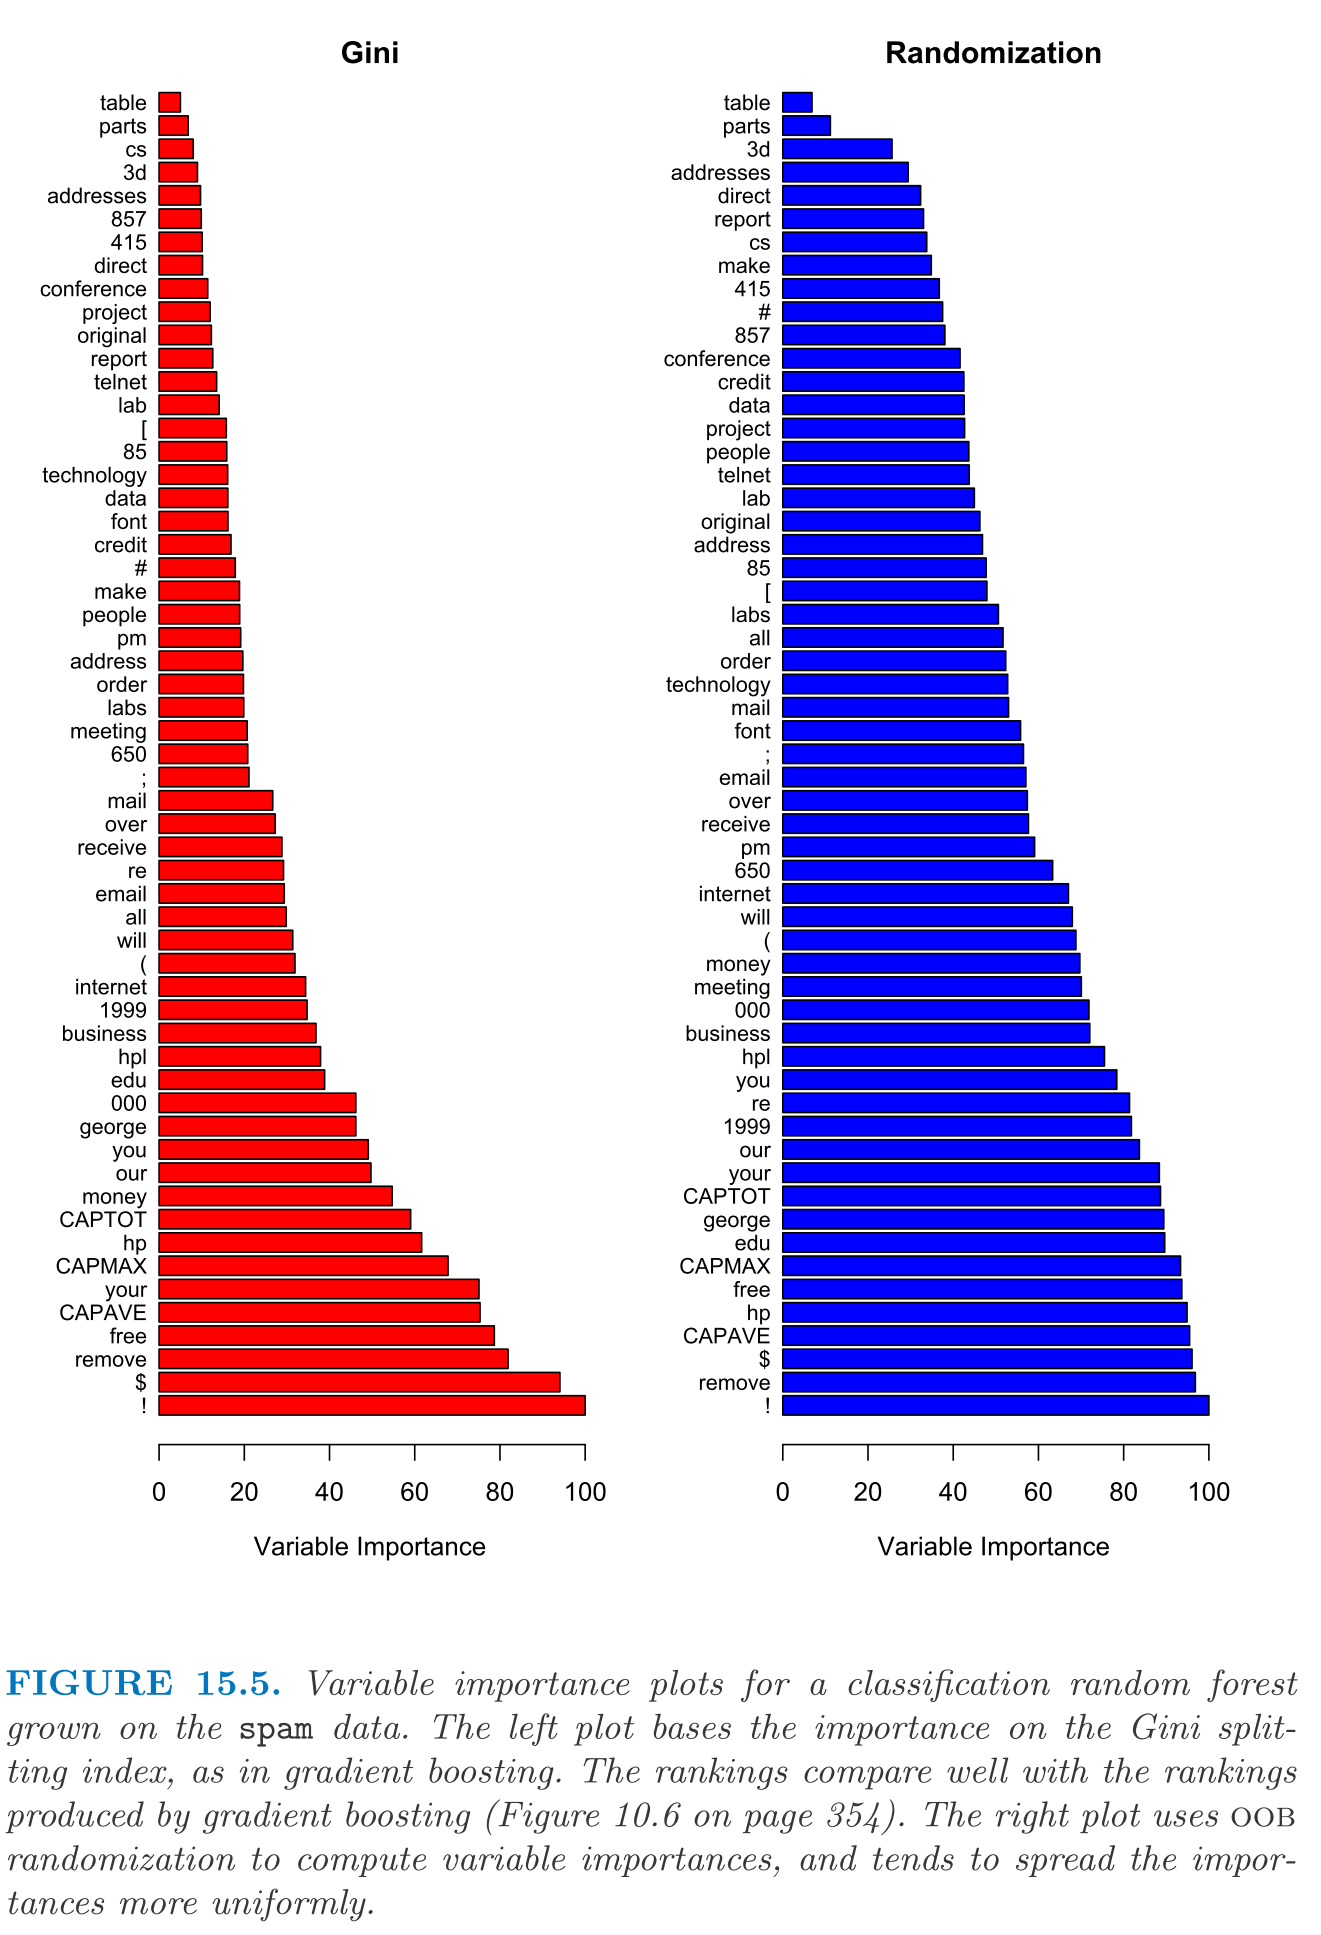 Gini
table
parts
cs
3d
addresses
857
415
direct
conference
project
original
report
telnet
lab
[
85
technology
data
font
credit
#
make
people
pm
address
order
labs
meeting
650
;
mail
over
receive
re
email
all
will
(
internet
1999
business
hpl
edu
000
george
you
our
money
CAPTOT
hp
CAPMAX
your
CAPAVE
free
remove
$
!
0 20 40 60 80 100
Variable Importance
Randomization
table
parts
3d
addresses
direct
report
cs
make
415
#
857
conference
credit
data
project
people
telnet
lab
original
address
85
[
labs
all
order
technology
mail
font
;
email
over
receive
pm
650
internet
will
(
money
meeting
000
business
hpl
you
re
1999
our
your
CAPTOT
george
edu
CAPMAX
free
hp
CAPAVE
$
remove
!
0 20 40 60 80 100
Variable Importance
FIGURE 15.5. Variable importance plots for a classification random forest
grown on the spam data. The left plot bases the importance on the Gini split-
ting index, as in gradient boosting. The rankings compare well with the rankings
produced by gradient boosting (Figure 10.6 on page 354). The right plot uses OOB
randomization to compute variable importances, and tends to spread the impor-
tances more uniformly.